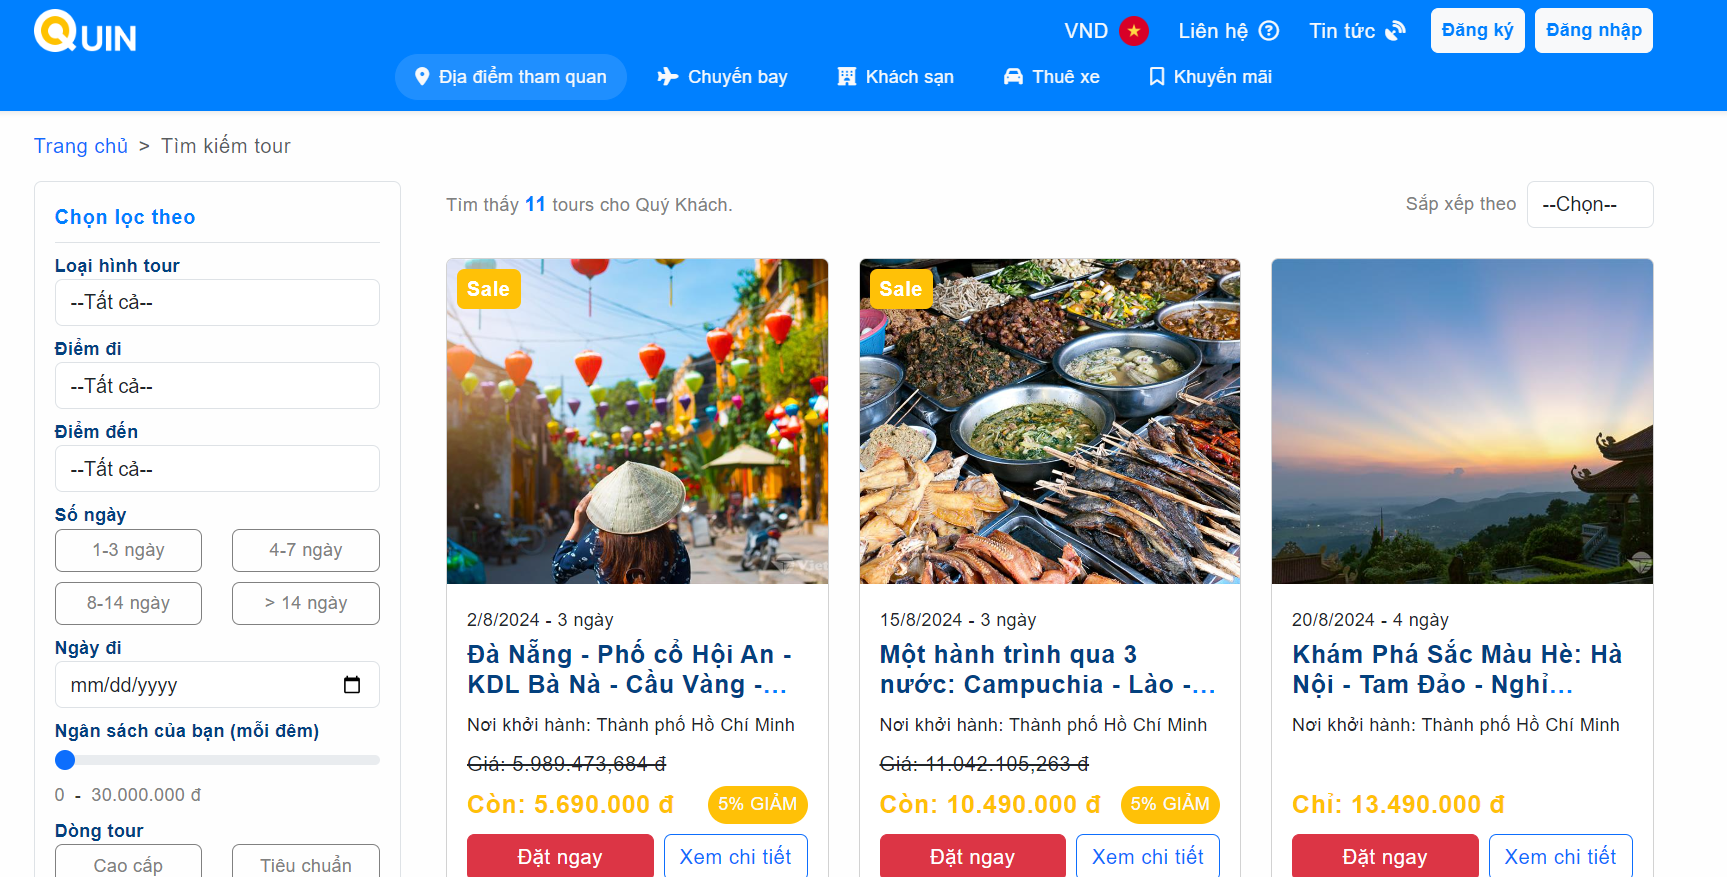 QUIN
VND
Liên hệ
Tin tức
Đăng ký
Đăng nhập
Địa điểm tham quan
Chuyến bay
Khách sạn
Thuê xe
Khuyến mãi
Trang chủ > Tìm kiếm tour
Chọn lọc theo
Loại hình tour
--Tất cả--
Điểm đi
--Tất cả--
Điểm đến
--Tất cả--
Số ngày
1-3 ngày
4-7 ngày
8-14 ngày
> 14 ngày
Ngày đi
mm/dd/yyyy
Ngân sách của bạn (mỗi đêm)
0 - 30.000.000 đ
Dòng tour
Cao cấp
Tiêu chuẩn
Tìm thấy 11 tours cho Quý Khách.
Sắp xếp theo
--Chọn--
Sale
2/8/2024 - 3 ngày
Đà Nẵng - Phố cổ Hội An -
KDL Bà Nà - Cầu Vàng -...
Nơi khởi hành: Thành phố Hồ Chí Minh
Giá: 5.989.473,684 đ
Còn: 5.690.000 đ
5% GIẢM
Đặt ngay
Xem chi tiết
Sale
15/8/2024 - 3 ngày
Một hành trình qua 3
nước: Campuchia - Lào -...
Nơi khởi hành: Thành phố Hồ Chí Minh
Giá: 11.042.105,263 đ
Còn: 10.490.000 đ
5% GIẢM
Đặt ngay
Xem chi tiết
20/8/2024 - 4 ngày
Khám Phá Sắc Màu Hè: Hà
Nội - Tam Đảo - Nghỉ...
Nơi khởi hành: Thành phố Hồ Chí Minh
Chỉ: 13.490.000 đ
Đặt ngay
Xem chi tiết